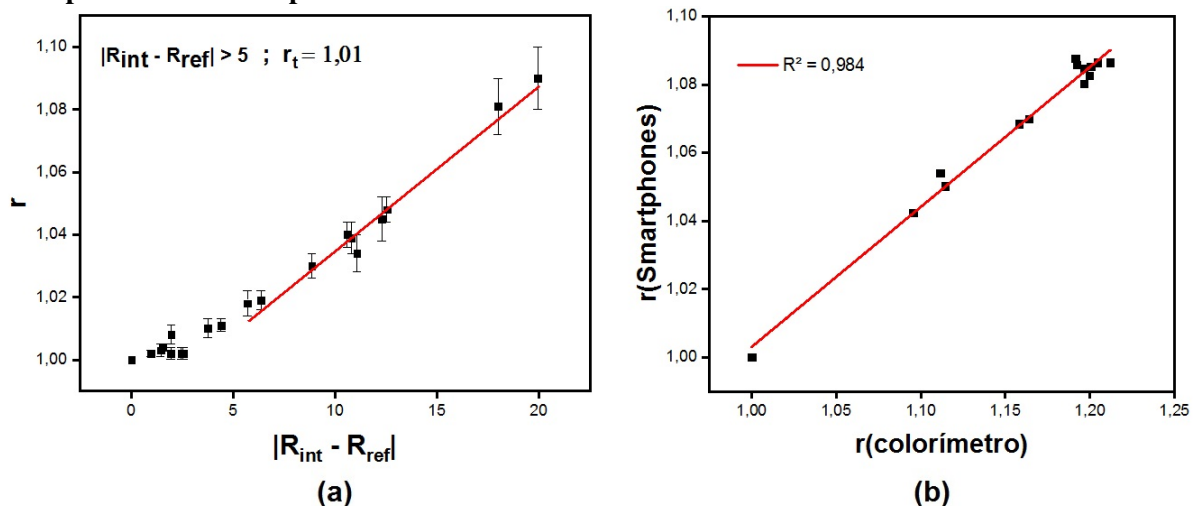 |Rint - Rref| > 5 ; rt = 1,01
1,10
1,08
1,06
1,04
1,02
1,00
r
0
5
10
15
20
|Rint - Rref|
(a)
R² = 0,984
1,10
1,08
1,06
1,04
1,02
1,00
r(Smartphones)
1,00
1,05
1,10
1,15
1,20
1,25
r(colorímetro)
(b)